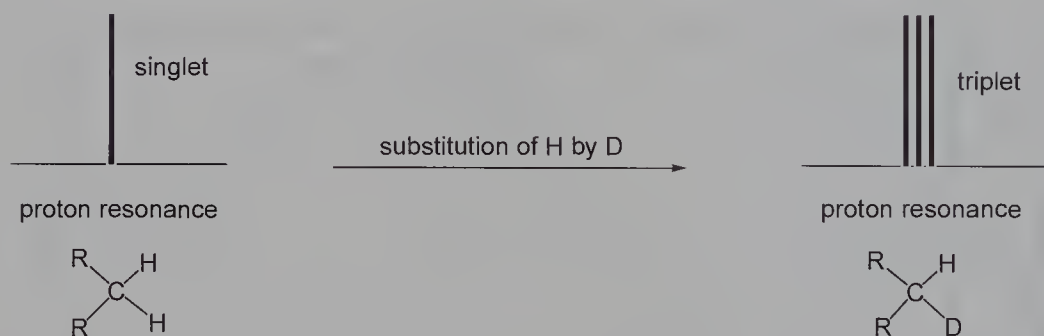 singlet
triplet
substitution of H by D
proton resonance
proton resonance
R H
C
R H
R H
C
R D